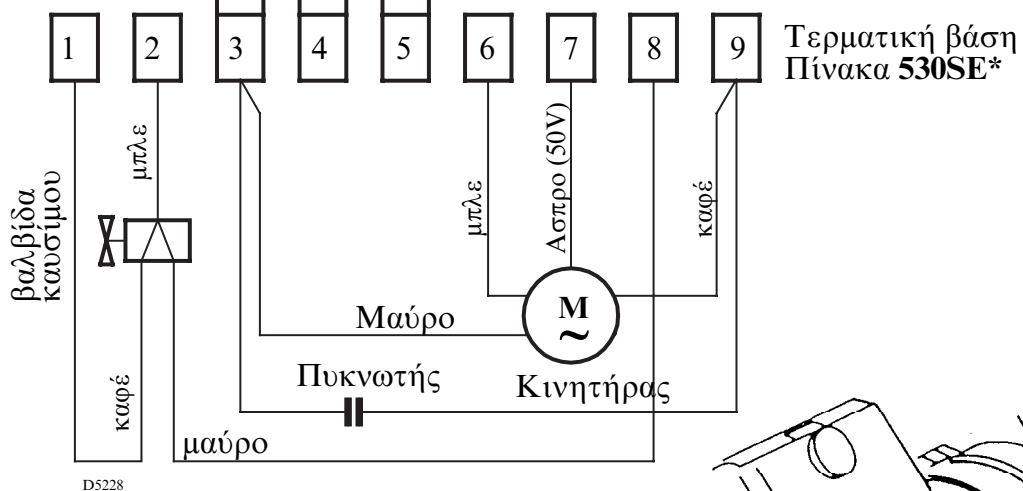 1 2 3 4 5 6 7 8 9
Τερματική βάση
Πίνακα 530SE*
μπλε
βαλβίδα
καυσίμου
μπλε
Ασπρο (50V)
καφέ
M
~
Μαύρο
Πυκνωτής
Κινητήρας
καφέ
μαύρο
D5228